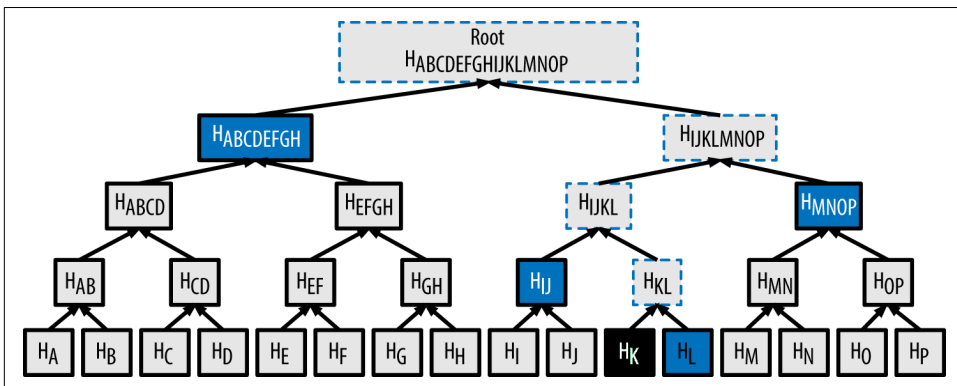 Root
HABCDEFGHIJKLMNOP
HABCDEFGH
HIJKLMNOP
HABCD
HEFGH
HIJKL
HMNOP
HAB
HCD
HEF
HGH
HIJ
HKL
HMN
HOP
HA
HB
HC
HD
HE
HF
HG
HH
HI
HJ
HK
HL
HM
HN
HO
HP